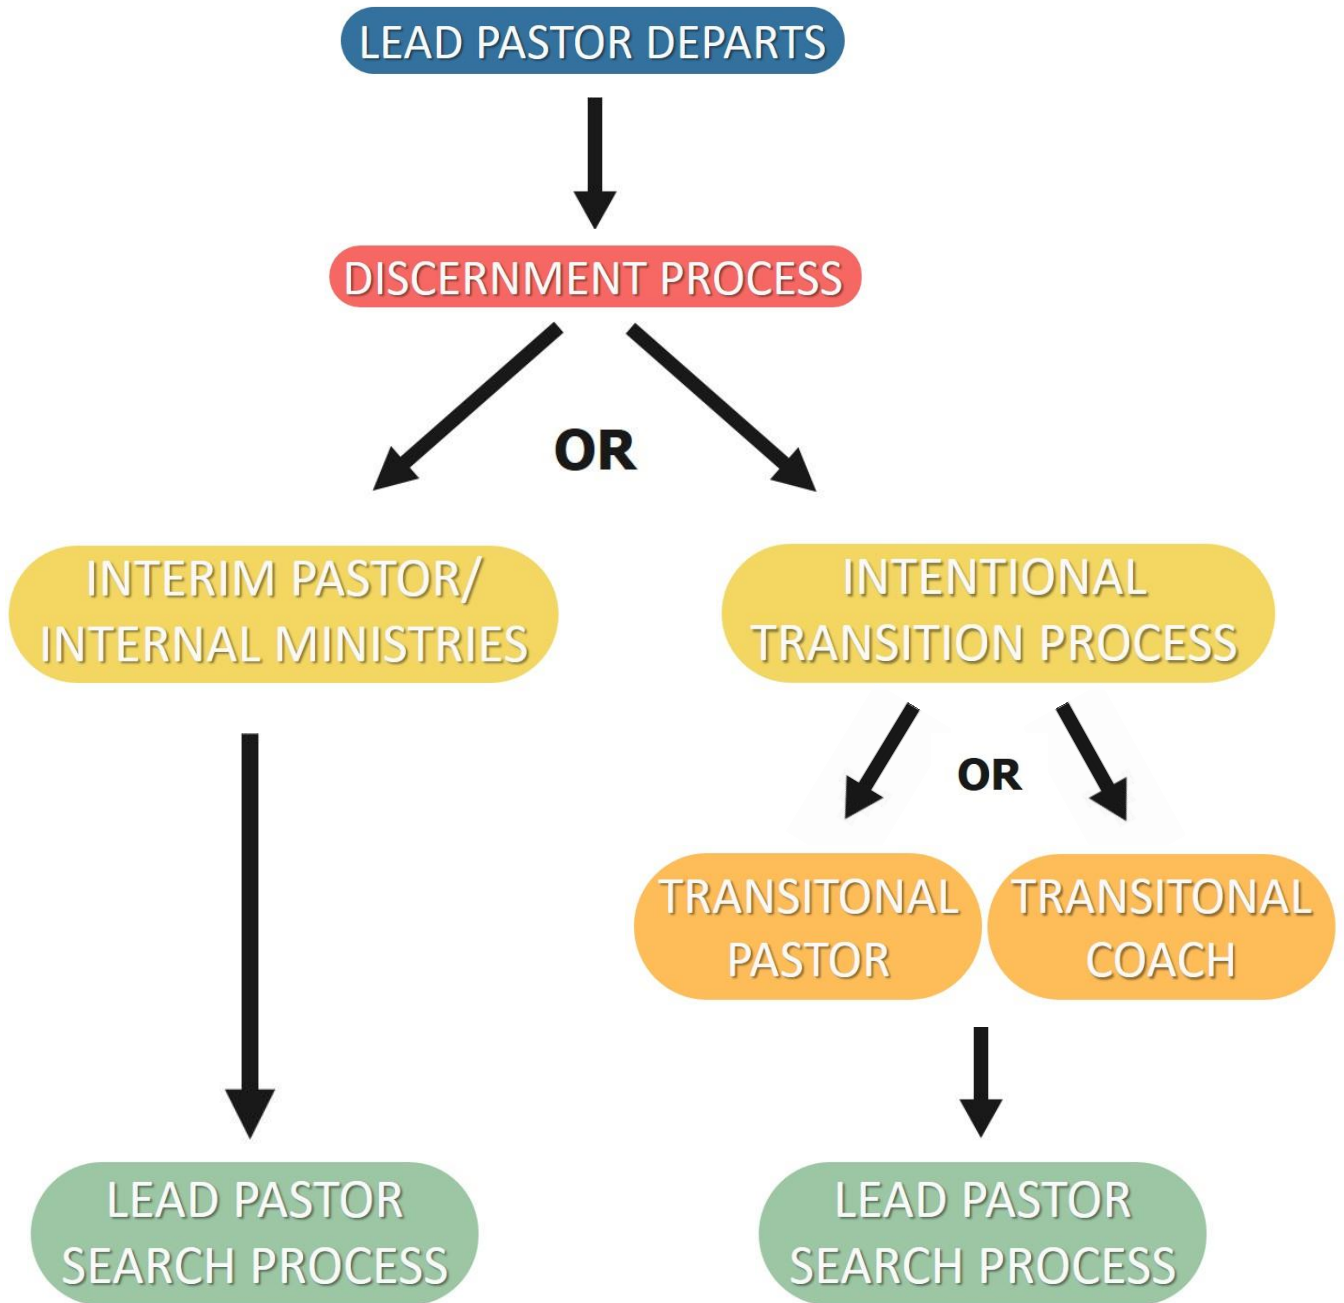 LEAD PASTOR DEPARTS
DISCERNMENT PROCESS
OR
INTERIM PASTOR/
INTERNAL MINISTRIES
INTENTIONAL
TRANSITION PROCESS
OR
TRANSITONAL
PASTOR
TRANSITONAL
COACH
LEAD PASTOR
SEARCH PROCESS
LEAD PASTOR
SEARCH PROCESS